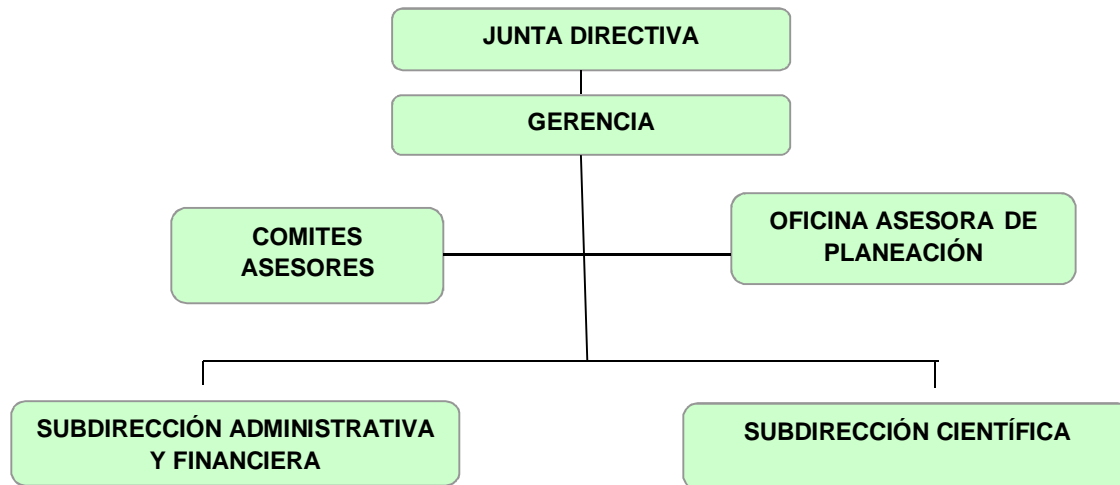 JUNTA DIRECTIVA
GERENCIA
COMITES
ASESORES
OFICINA ASESORA DE
PLANEACIÓN
SUBDIRECCIÓN ADMINISTRATIVA
Y FINANCIERA
SUBDIRECCIÓN CIENTÍFICA